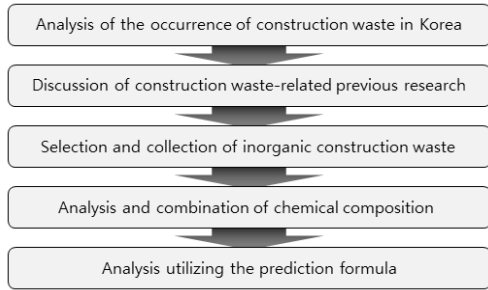 Analysis of the occurrence of construction waste in Korea
Discussion of construction waste-related previous research
Selection and collection of inorganic construction waste
Analysis and combination of chemical composition
Analysis utilizing the prediction formula